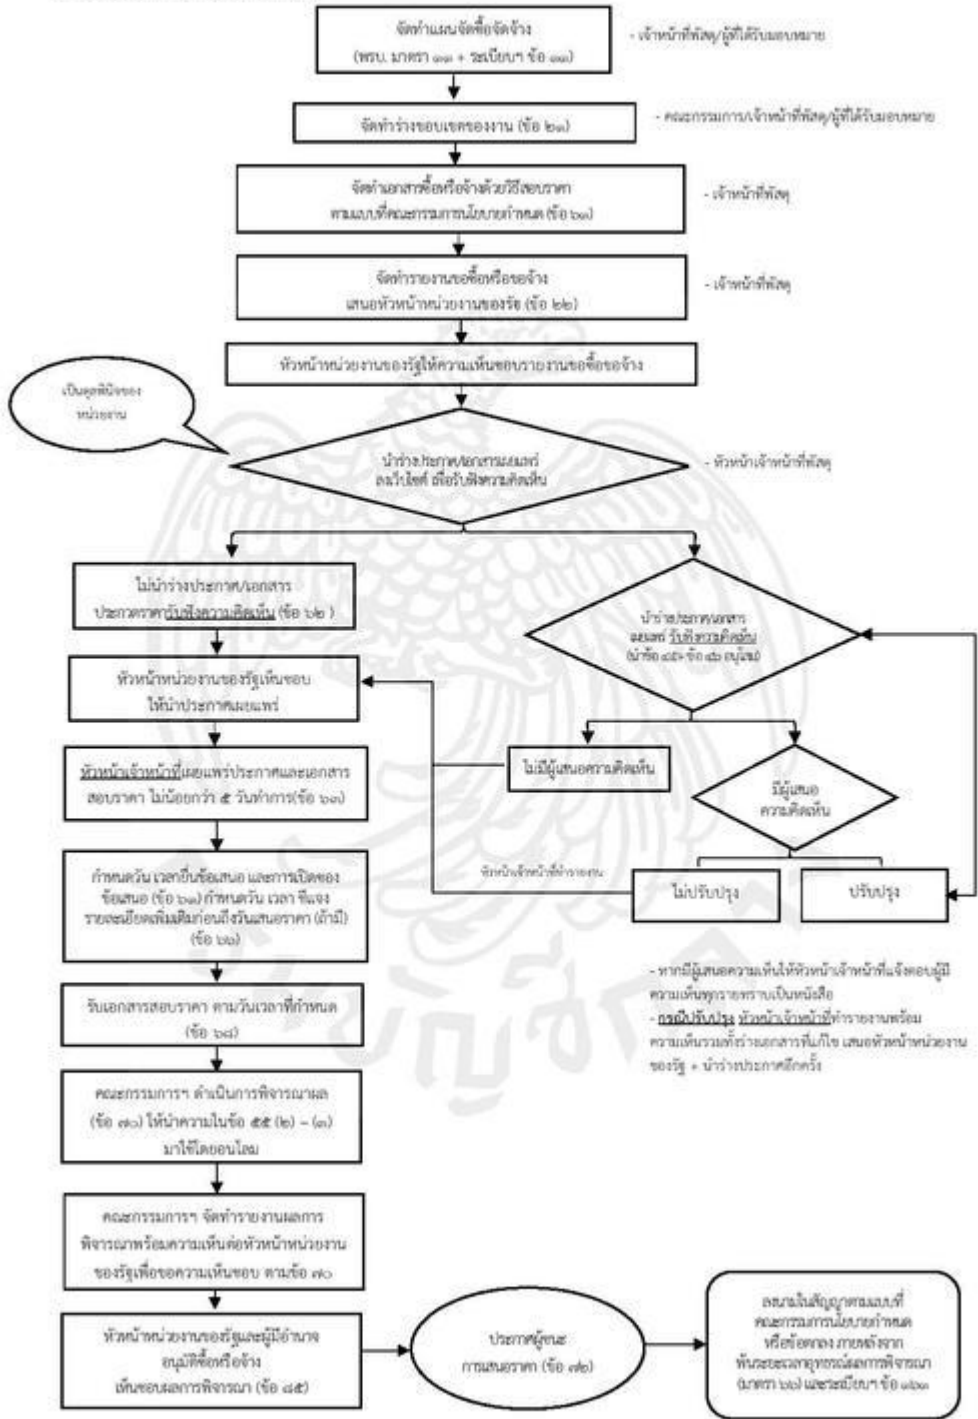 จัดทำแผนจัดซื้อจัดจ้าง
(พรบ. มาตรา ๑๑ + ระเบียบฯ ข้อ ๑๑)
- เจ้าหน้าที่พัสดุ/ผู้ที่ได้รับมอบหมาย
จัดทำร่างขอบเขตของงาน (ข้อ ๒๑)
- คณะกรรมการ/เจ้าหน้าที่พัสดุ/ผู้ที่ได้รับมอบหมาย
จัดทำเอกสารซื้อหรือจ้างด้วยวิธีสอบราคา
ตามแบบที่คณะกรรมการนโยบายกำหนด (ข้อ ๖๑)
- เจ้าหน้าที่พัสดุ
จัดทำรายงานขอซื้อหรือขอจ้าง
เสนอหัวหน้าหน่วยงานของรัฐ (ข้อ ๒๒)
- เจ้าหน้าที่พัสดุ
หัวหน้าหน่วยงานของรัฐให้ความเห็นชอบรายงานขอซื้อขอจ้าง
เป็นดุลพินิจของ
หน่วยงาน
นำร่างประกาศ/เอกสารเผยแพร่
ลงเว็บไซต์ เพื่อรับฟังความคิดเห็น
- หัวหน้าเจ้าหน้าที่พัสดุ
ไม่นำร่างประกาศ/เอกสาร
ประกวดราคารับฟังความคิดเห็น (ข้อ ๖๒ )
นำร่างประกาศ/เอกสาร
เผยแพร่ รับฟังความคิดเห็น
(นำข้อ ๔๕+ ข้อ ๔๖ อนุโลม)
หัวหน้าหน่วยงานของรัฐเห็นชอบ
ให้นำประกาศเผยแพร่
หัวหน้าเจ้าหน้าที่เผยแพร่ประกาศและเอกสาร
สอบราคา ไม่น้อยกว่า ๕ วันทำการ(ข้อ ๖๓)
ไม่มีผู้เสนอความคิดเห็น
มีผู้เสนอ
ความคิดเห็น
กำหนดวัน เวลายื่นข้อเสนอ และการเปิดซอง
ข้อเสนอ (ข้อ ๖๑) กำหนดวัน เวลา ชี้แจง
รายละเอียดเพิ่มเติมก่อนถึงวันเสนอราคา (ถ้ามี)
(ข้อ ๖๖)
หัวหน้าเจ้าหน้าที่ทำรายงาน
ไม่ปรับปรุง
ปรับปรุง
- หากมีผู้เสนอความเห็นให้หัวหน้าเจ้าหน้าที่แจ้งตอบผู้มี
ความเห็นทุกรายทราบเป็นหนังสือ
- กรณีปรับปรุง หัวหน้าเจ้าหน้าที่ทำรายงานพร้อม
ความเห็นรวมทั้งร่างเอกสารที่แก้ไข เสนอหัวหน้าหน่วยงาน
ของรัฐ + นำร่างประกาศอีกครั้ง
รับเอกสารสอบราคา ตามวันเวลาที่กำหนด
(ข้อ ๖๘)
คณะกรรมการฯ ดำเนินการพิจารณาผล
(ข้อ ๗๐) ให้นำความในข้อ ๕๕ (๒) – (๓)
มาใช้โดยอนุโลม
คณะกรรมการฯ จัดทำรายงานผลการ
พิจารณาพร้อมความเห็นต่อหัวหน้าหน่วยงาน
ของรัฐเพื่อขอความเห็นชอบ ตามข้อ ๗๐
หัวหน้าหน่วยงานของรัฐและผู้มีอำนาจ
อนุมัติซื้อหรือจ้าง
เห็นชอบผลการพิจารณา (ข้อ ๘๕)
ประกาศผู้ชนะ
การเสนอราคา (ข้อ ๗๒)
ลงนามในสัญญาตามแบบที่
คณะกรรมการนโยบายกำหนด
หรือข้อตกลง ภายหลังจาก
พ้นระยะเวลาอุทธรณ์ผลการพิจารณา
(มาตรา ๖๖) และระเบียบฯ ข้อ ๑๖๑